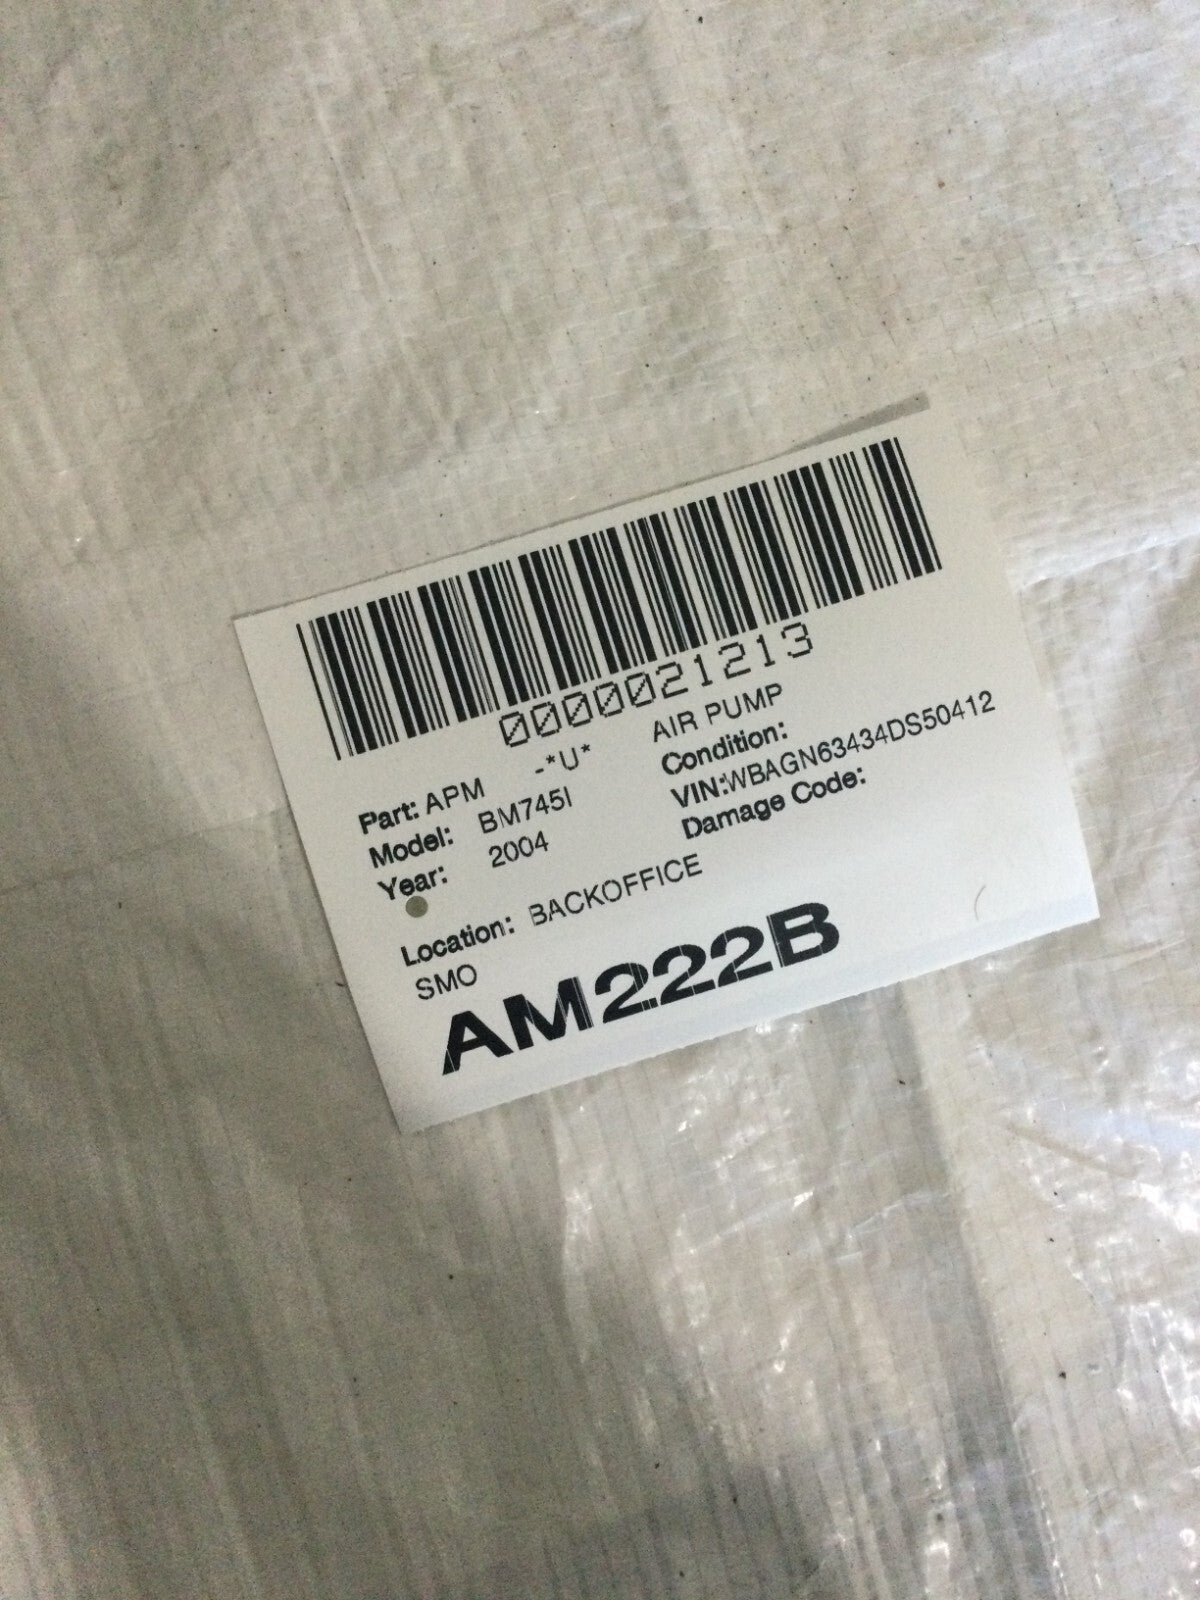 0000021213
Part: APM -*U* AIR PUMP
Model: BM745I Condition:
Year: 2004 VIN:WBAGN63434DS50412
Damage Code:
Location: BACKOFFICE
SMO
AM222B